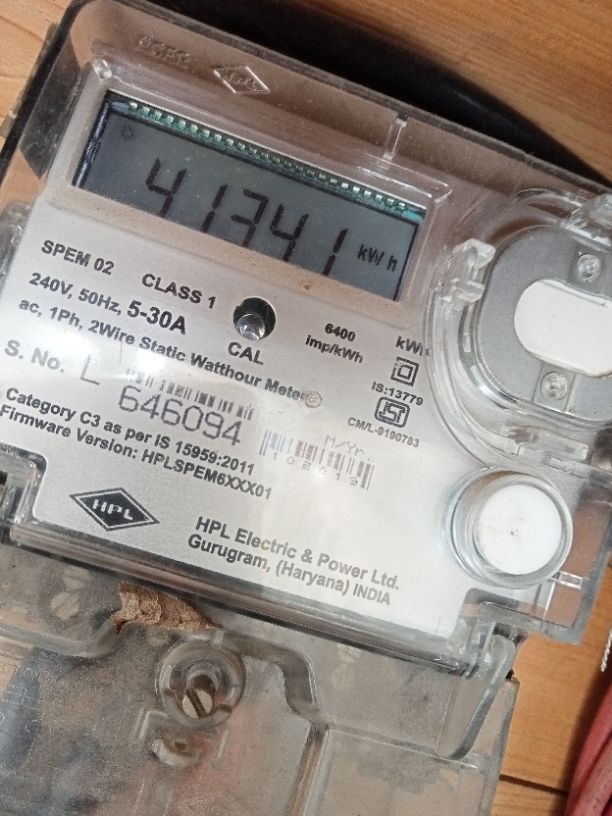 HPL
41341 kWh
SPEM 02 CLASS 1
240V, 50Hz, 5-30A
ac, 1Ph, 2Wire Static Watthour Meter
CAL
6400
imp/kWh
kWh
IS:13779
CM/L-9190783
S. No. L 646094
M/Yr.
Category C3 as per IS 15959:2011
Firmware Version: HPLSPEM6XXX01
HPL
HPL Electric & Power Ltd.
Gurugram, (Haryana) INDIA